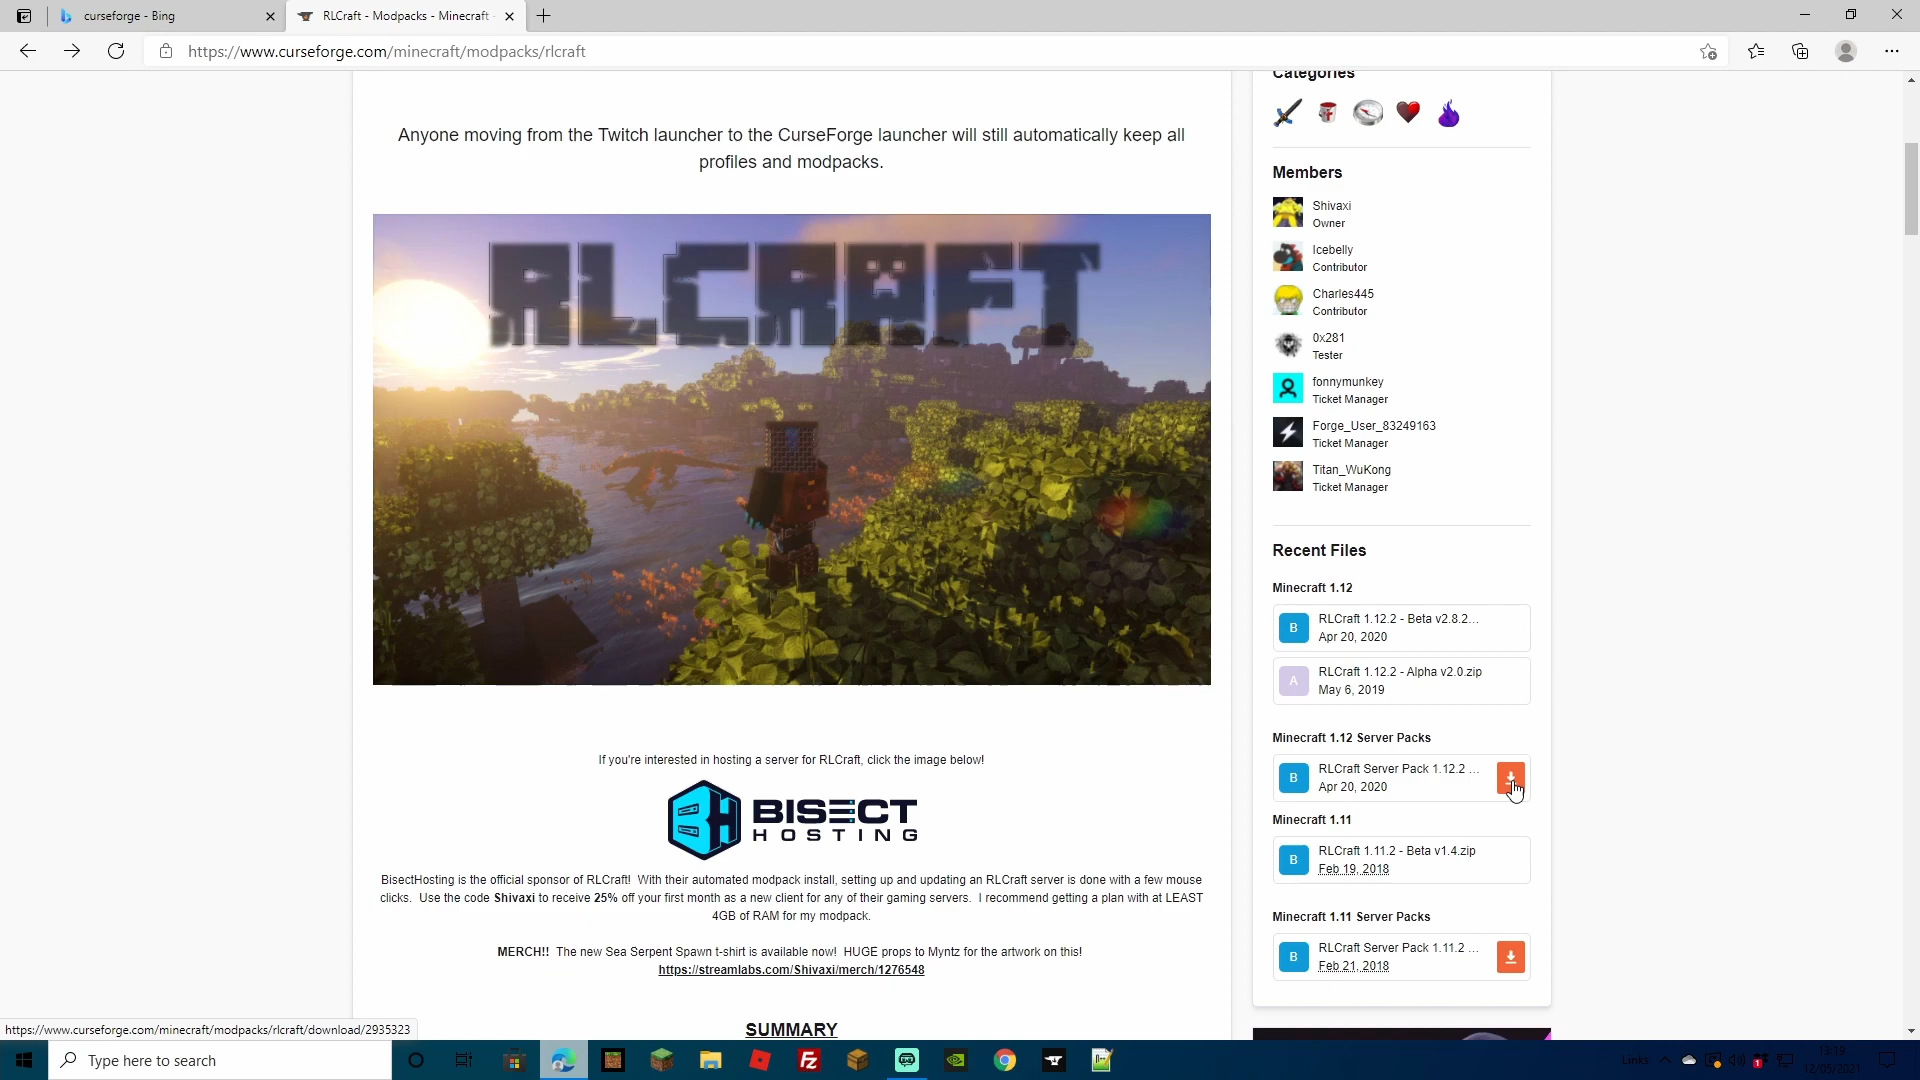 curseforge - Bing
RLCraft - Modpacks - Minecraft -
https://www.curseforge.com/minecraft/modpacks/rlcraft
Anyone moving from the Twitch launcher to the CurseForge launcher will still automatically keep all
profiles and modpacks.
RLCRAFT
If you're interested in hosting a server for RLCraft, click the image below!
BISECT
HOSTING
BisectHosting is the official sponsor of RLCraft!  With their automated modpack install, setting up and updating an RLCraft server is done with a few mouse
clicks.  Use the code Shivaxi to receive 25% off your first month as a new client for any of their gaming servers.  I recommend getting a plan with at LEAST
4GB of RAM for my modpack.
MERCH!!  The new Sea Serpent Spawn t-shirt is available now!  HUGE props to Myntz for the artwork on this!
https://streamlabs.com/Shivaxi/merch/1276548
SUMMARY
Categories
Members
Shivaxi
Owner
Icebelly
Contributor
Charles445
Contributor
0x281
Tester
fonnymunkey
Ticket Manager
Forge_User_83249163
Ticket Manager
Titan_WuKong
Ticket Manager
Recent Files
Minecraft 1.12
B
RLCraft 1.12.2 - Beta v2.8.2...
Apr 20, 2020
A
RLCraft 1.12.2 - Alpha v2.0.zip
May 6, 2019
Minecraft 1.12 Server Packs
B
RLCraft Server Pack 1.12.2 ...
Apr 20, 2020
Minecraft 1.11
B
RLCraft 1.11.2 - Beta v1.4.zip
Feb 19, 2018
Minecraft 1.11 Server Packs
B
RLCraft Server Pack 1.11.2 ...
Feb 21, 2018
https://www.curseforge.com/minecraft/modpacks/rlcraft/download/2935323
Type here to search
Links
13:19
12/05/2021